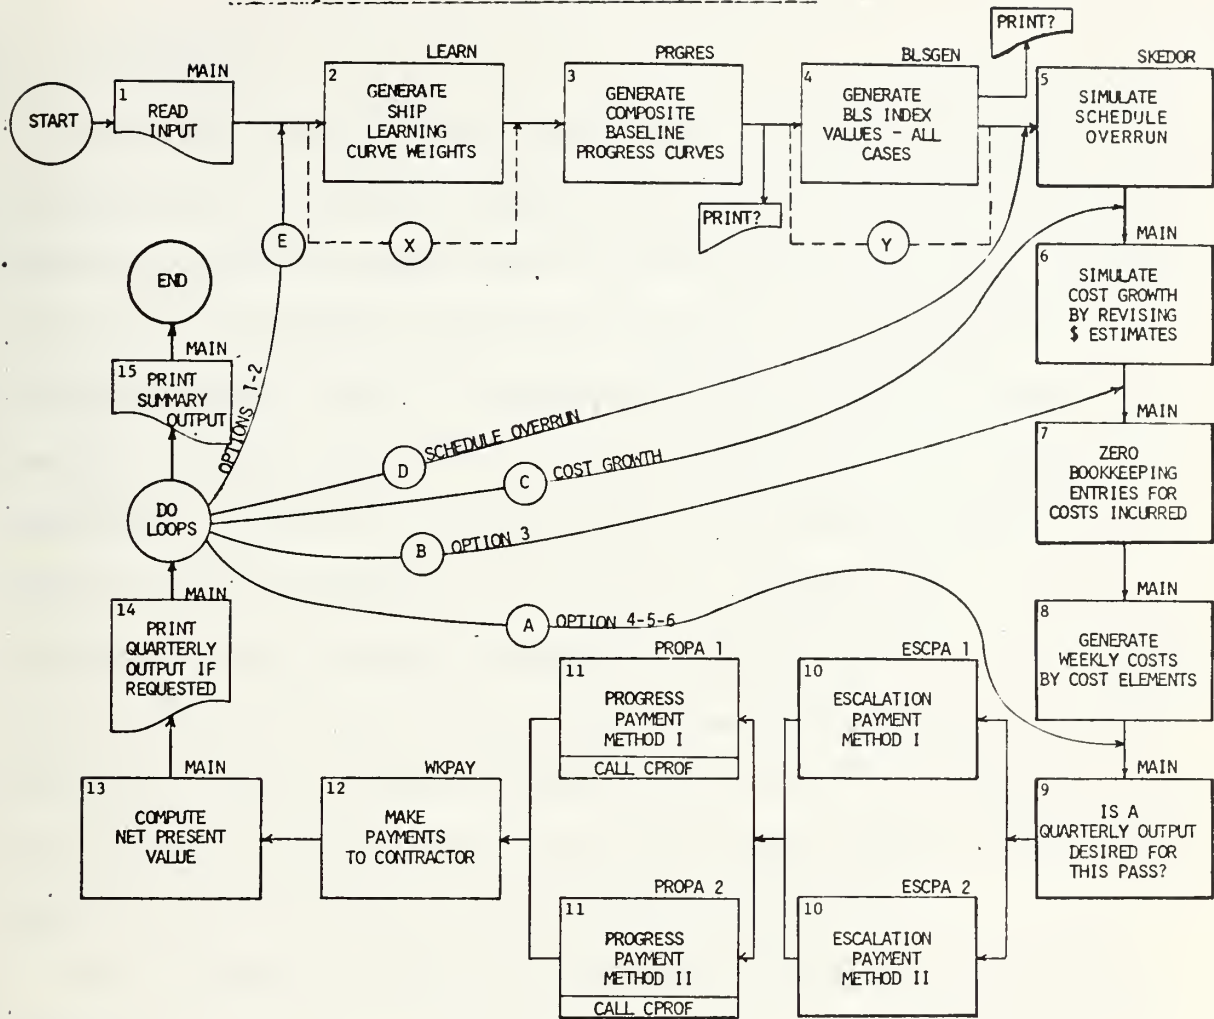 PRINT?
MAIN
LEARN
PRGRES
BLSGEN
SKEDOR
START
1
READ
INPUT
2
GENERATE
SHIP
LEARNING
CURVE WEIGHTS
3
GENERATE
COMPOSITE
BASELINE
PROGRESS CURVES
4
GENERATE
BLS INDEX
VALUES - ALL
CASES
5
SIMULATE
SCHEDULE
OVERRUN
PRINT?
E
X
Y
MAIN
6
SIMULATE
COST GROWTH
BY REVISING
$ ESTIMATES
END
MAIN
15
PRINT
SUMMARY
OUTPUT
OPTIONS 1-2
D
SCHEDULE OVERRUN
C
COST GROWTH
B
OPTION 3
A
OPTION 4-5-6
DO
LOOPS
MAIN
7
ZERO
BOOKKEEPING
ENTRIES FOR
COSTS INCURRED
MAIN
8
GENERATE
WEEKLY COSTS
BY COST ELEMENTS
MAIN
14
PRINT
QUARTERLY
OUTPUT IF
REQUESTED
PROPA 1
11
PROGRESS
PAYMENT
METHOD I
CALL CPROF
ESCPA 1
10
ESCALATION
PAYMENT
METHOD I
MAIN
13
COMPUTE
NET PRESENT
VALUE
WKPAY
12
MAKE
PAYMENTS
TO CONTRACTOR
MAIN
9
IS A
QUARTERLY OUTPUT
DESIRED FOR
THIS PASS?
PROPA 2
11
PROGRESS
PAYMENT
METHOD II
CALL CPROF
ESCPA 2
10
ESCALATION
PAYMENT
METHOD II